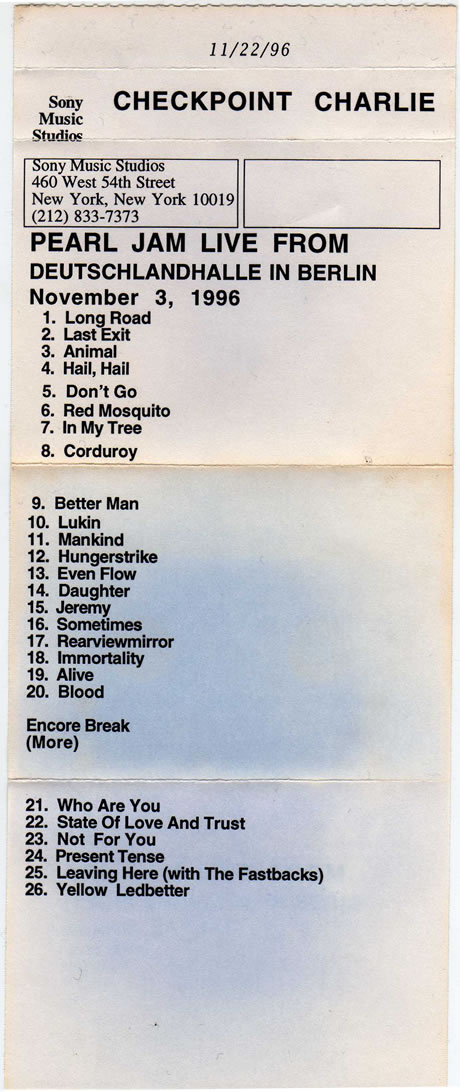 11/22/96
Sony
Music
Studios
CHECKPOINT CHARLIE
Sony Music Studios
460 West 54th Street
New York, New York 10019
(212) 833-7373
PEARL JAM LIVE FROM
DEUTSCHLANDHALLE IN BERLIN
November 3, 1996
1. Long Road
2. Last Exit
3. Animal
4. Hail, Hail
5. Don't Go
6. Red Mosquito
7. In My Tree
8. Corduroy
9. Better Man
10. Lukin
11. Mankind
12. Hungerstrike
13. Even Flow
14. Daughter
15. Jeremy
16. Sometimes
17. Rearviewmirror
18. Immortality
19. Alive
20. Blood
Encore Break
(More)
21. Who Are You
22. State Of Love And Trust
23. Not For You
24. Present Tense
25. Leaving Here (with The Fastbacks)
26. Yellow Ledbetter